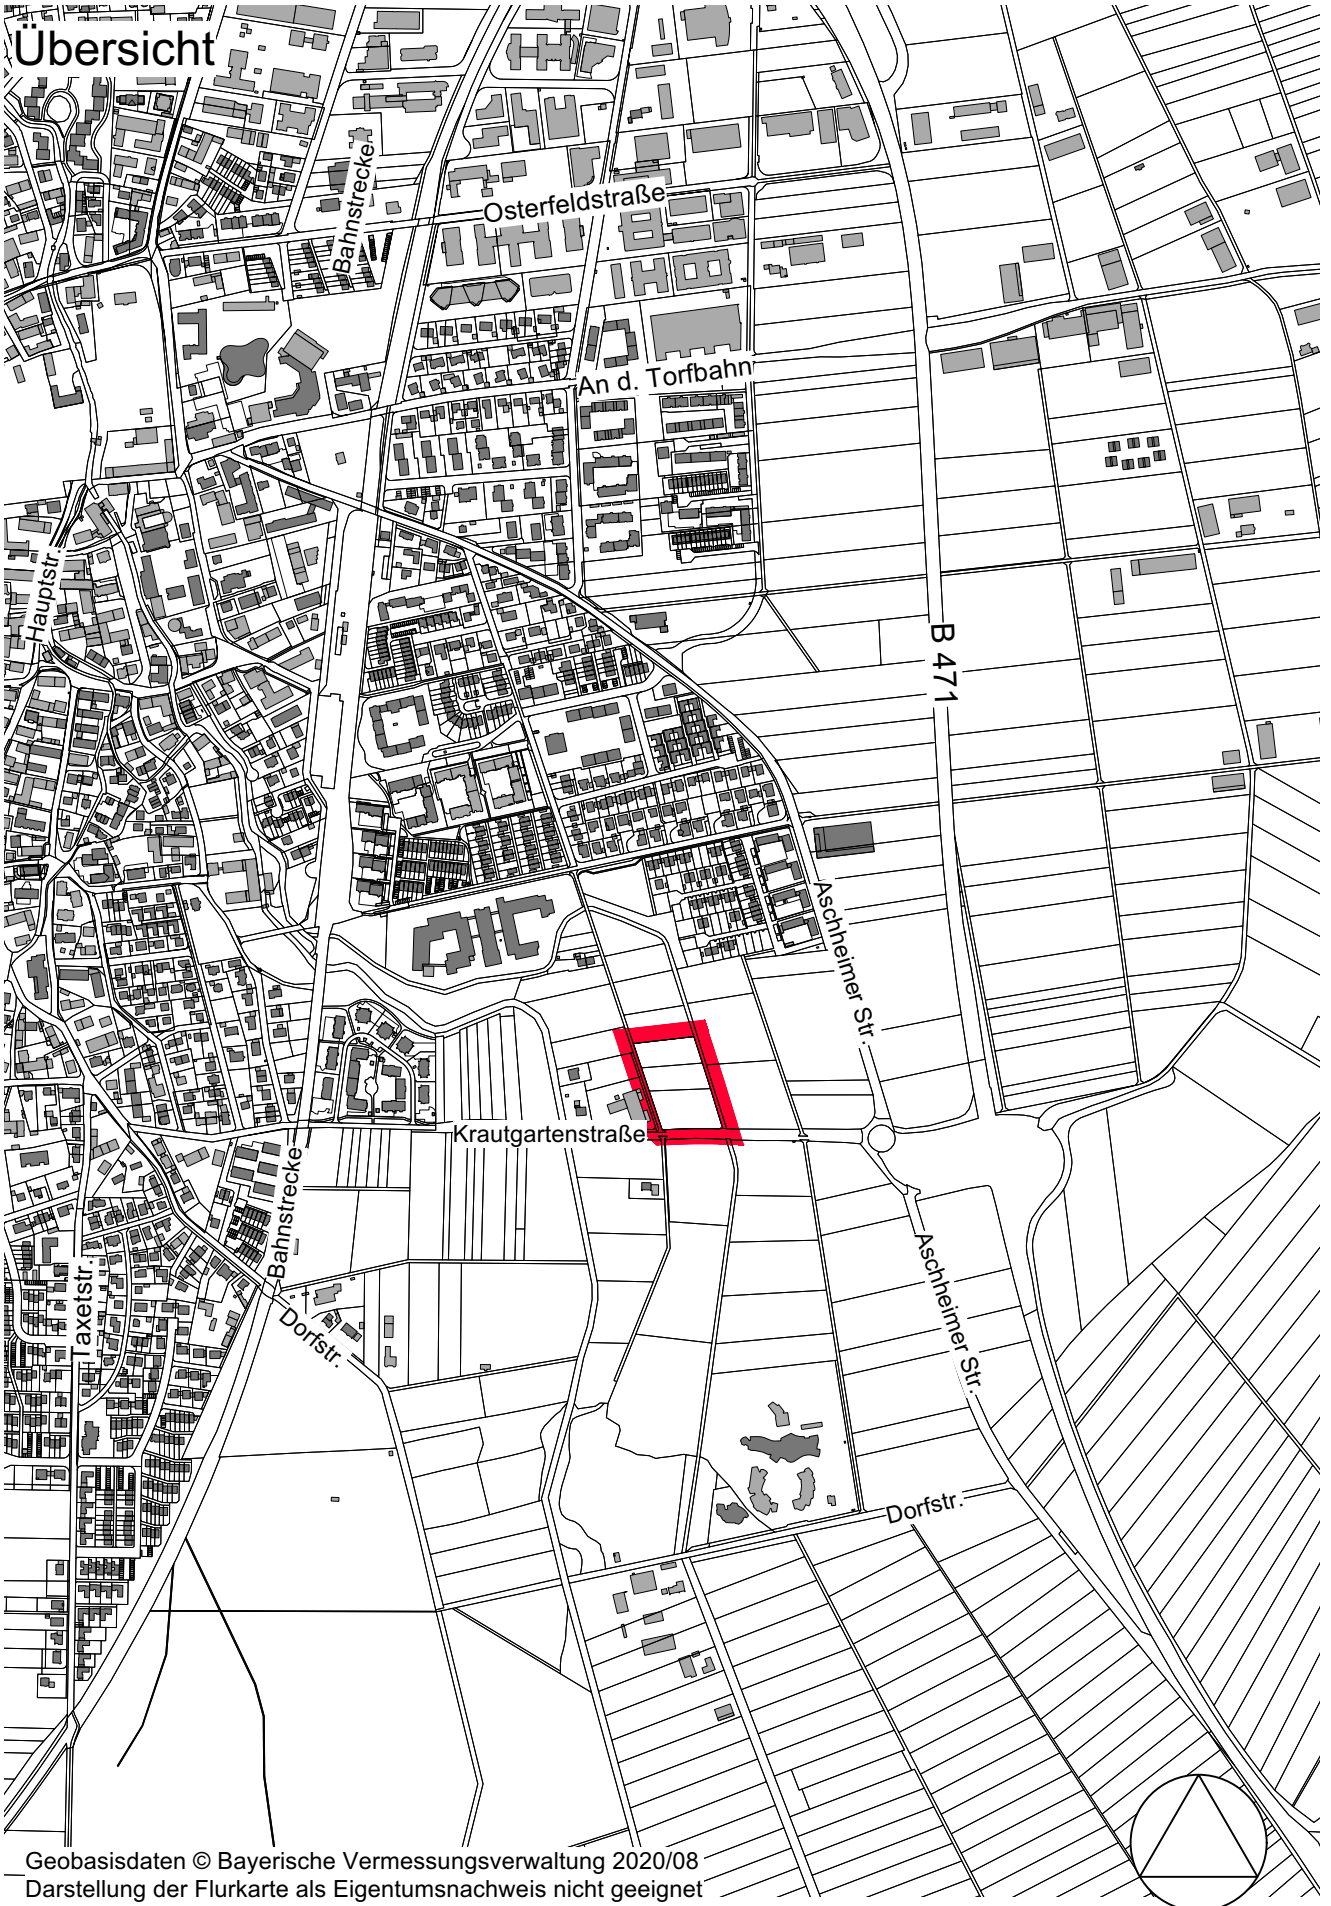 Übersicht
Bahnstrecke
Osterfeldstraße
An d. Torfbahn
Hauptstr.
B 471
Aschheimer Str.
Krautgartenstraße
Bahnstrecke
Taxetstr.
Dorfstr.
Aschheimer Str.
Dorfstr.
Geobasisdaten © Bayerische Vermessungsverwaltung 2020/08
Darstellung der Flurkarte als Eigentumsnachweis nicht geeignet